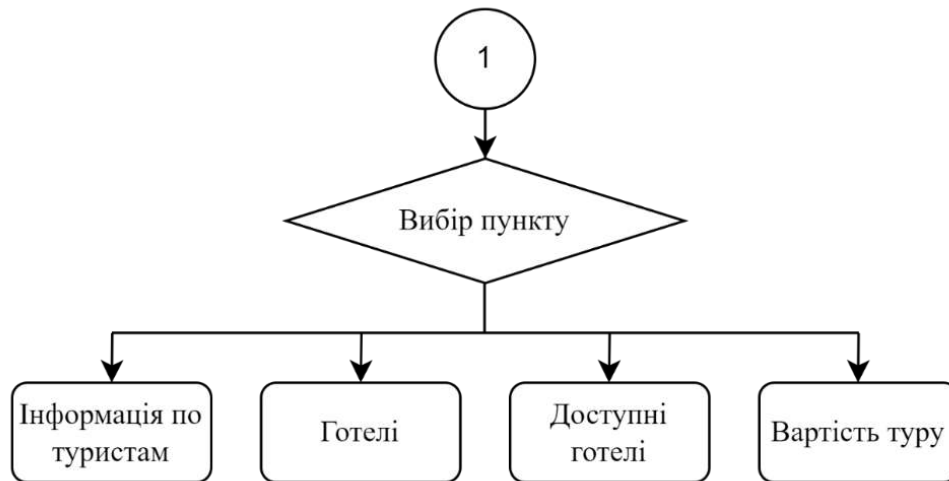 1
Вибір пункту
Інформація по
туристам
Готелі
Доступні
готелі
Вартість туру